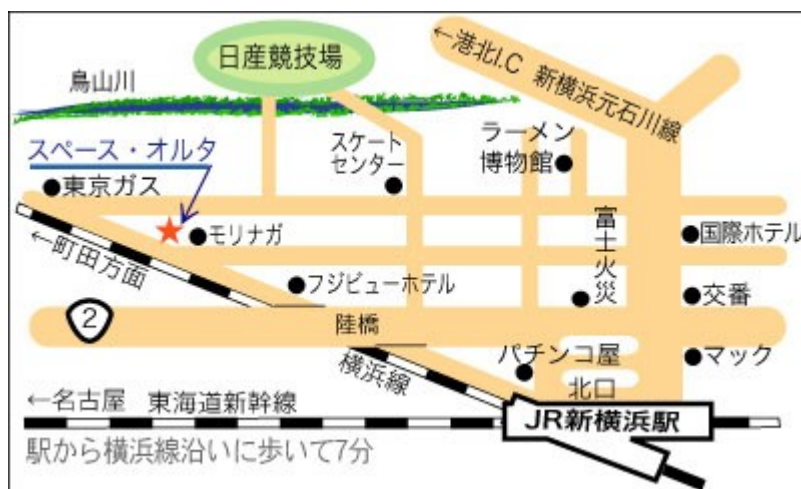 日産競技場
←港北I.C 新横浜元石川線
鳥山川
スペース・オルタ
スケート
センター
ラーメン
博物館
東京ガス
モリナガ
富士火災
国際ホテル
←町田方面
フジビューホテル
交番
2
陸橋
横浜線
パチンコ屋
マック
北口
←名古屋 東海道新幹線
JR新横浜駅
駅から横浜線沿いに歩いて7分